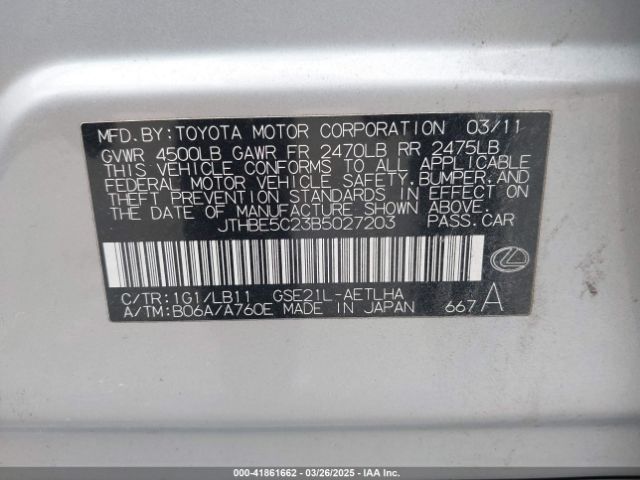 MFD. BY: TOYOTA MOTOR CORPORATION 03/11
GVWR 4500LB GAWR FR 2470LB RR 2475LB
THIS VEHICLE CONFORMS TO ALL APPLICABLE
FEDERAL MOTOR VEHICLE SAFETY, BUMPER, AND
THEFT PREVENTION STANDARDS IN EFFECT ON
THE DATE OF MANUFACTURE SHOWN ABOVE.
JTHBE5C23B5027203 PASS. CAR
C/TR: 1G1/LB11 GSE21L-AETLHA
A/TM: B06A/A760E MADE IN JAPAN 667 A
000-41861662 — 03/26/2025 — IAA Inc.